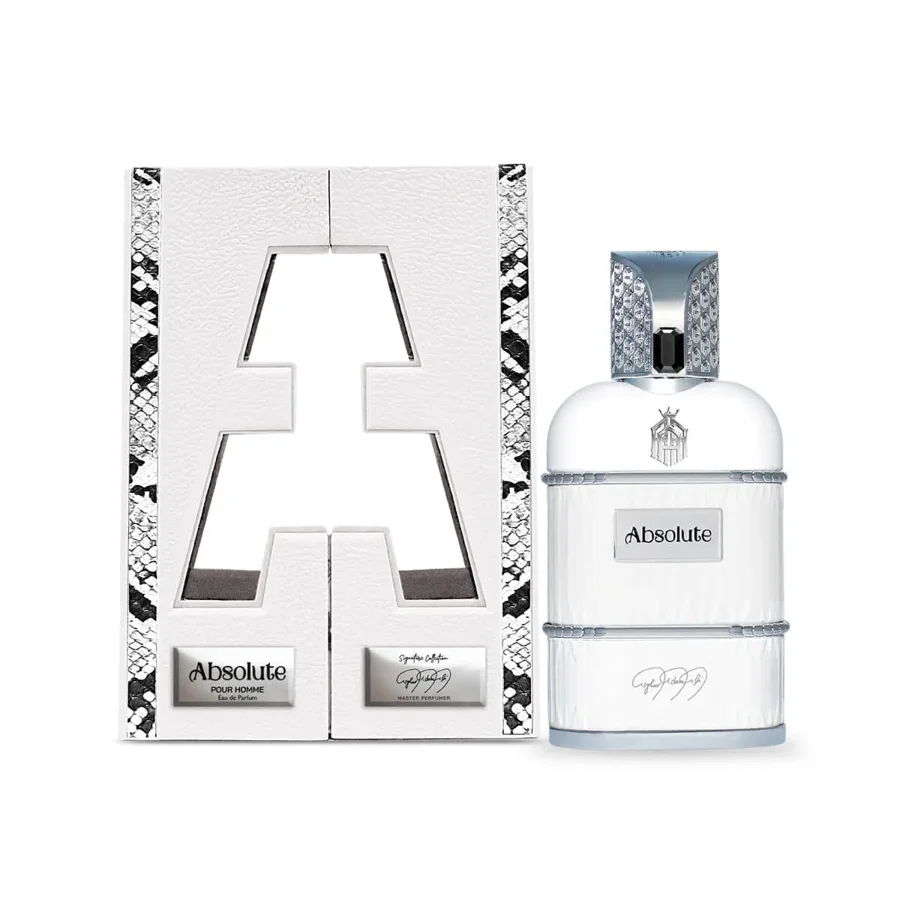 Absolute
POUR HOMME
Eau de Parfum
Signature Collection
MASTER PERFUMER
Absolute